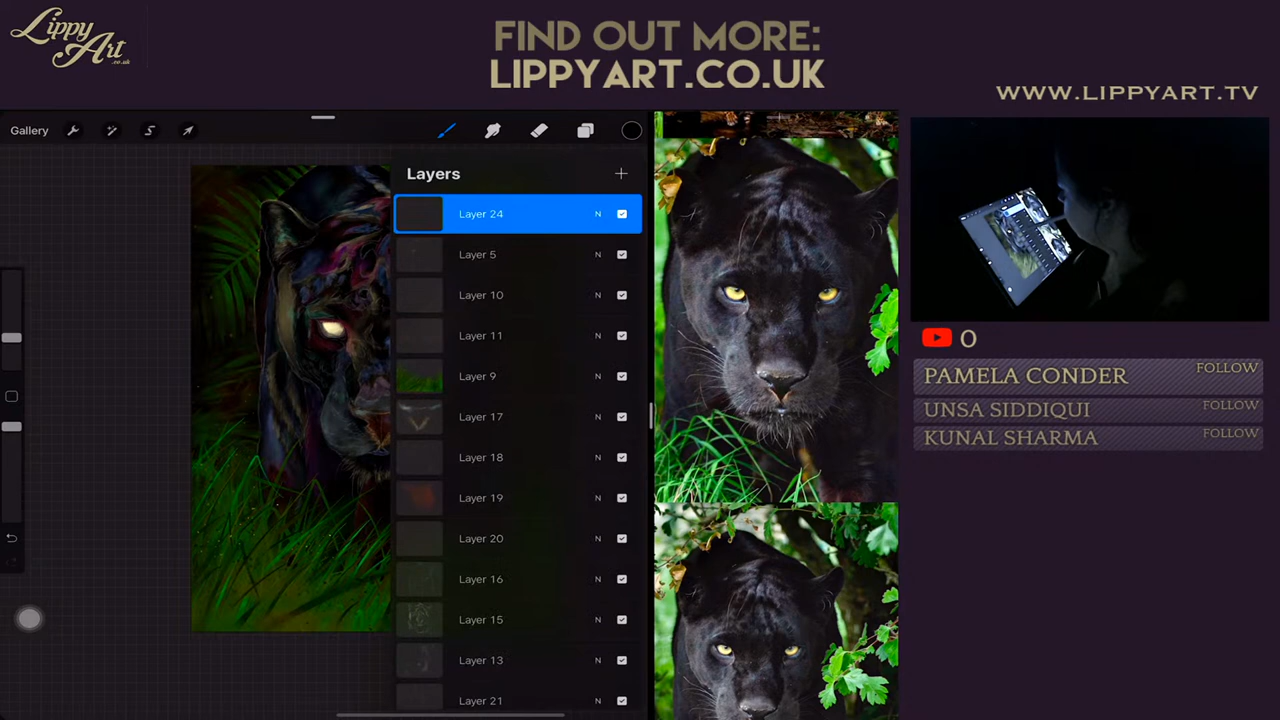 Lippy
Art
.co.uk
FIND OUT MORE:
LIPPYART.CO.UK
WWW.LIPPYART.TV
Gallery
Layers
Layer 24 N
Layer 5 N
Layer 10 N
Layer 11 N
Layer 9 N
Layer 17 N
Layer 18 N
Layer 19 N
Layer 20 N
Layer 16 N
Layer 15 N
Layer 13 N
Layer 21 N
0
PAMELA CONDER FOLLOW
UNSA SIDDIQUI FOLLOW
KUNAL SHARMA FOLLOW